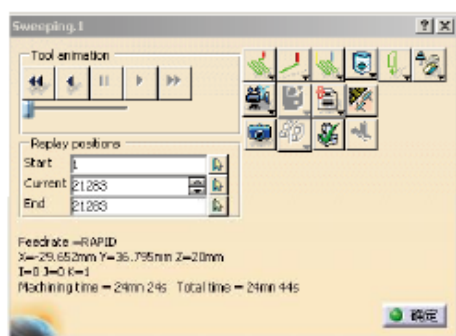 Sweeping.1
Tool animation
Replay positions
Start 1
Current 21283
End 21283
Feedrate =RAPID
X=-29.652mm Y=36.795mm Z=20mm
I=0 J=0 K=1
Machining time = 24mn 24s Total time = 24mn 44s
确定